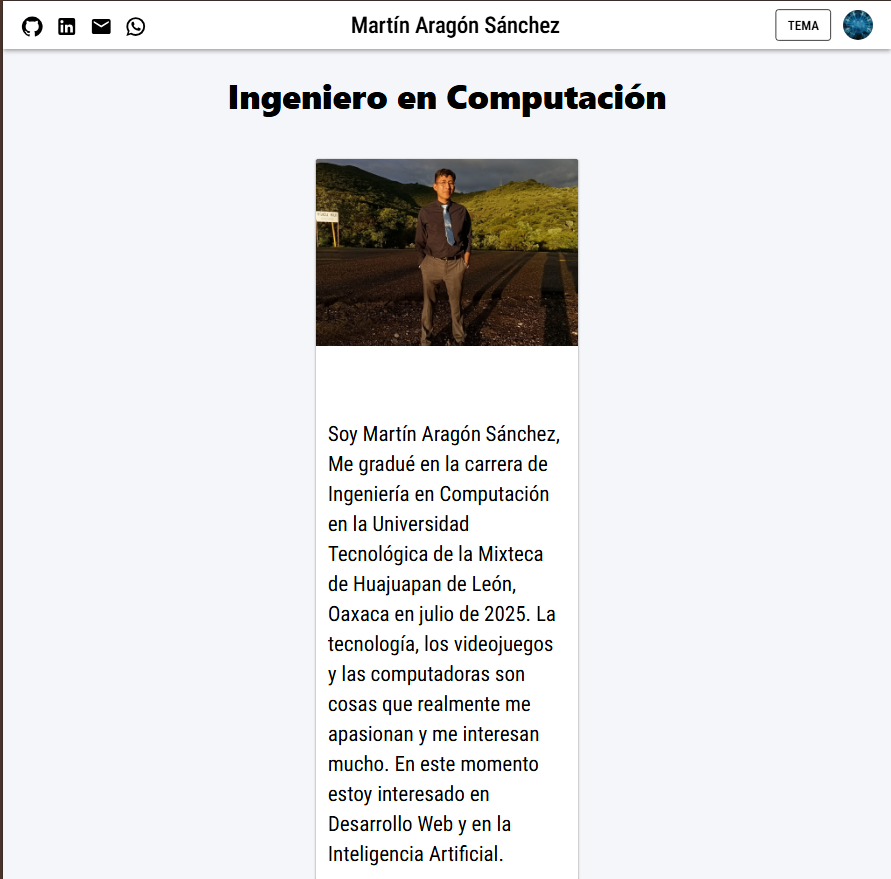 Martín Aragón Sánchez
TEMA
Ingeniero en Computación
Soy Martín Aragón Sánchez,
Me gradué en la carrera de
Ingeniería en Computación
en la Universidad
Tecnológica de la Mixteca
de Huajuapan de León,
Oaxaca en julio de 2025. La
tecnología, los videojuegos
y las computadoras son
cosas que realmente me
apasionan y me interesan
mucho. En este momento
estoy interesado en
Desarrollo Web y en la
Inteligencia Artificial.